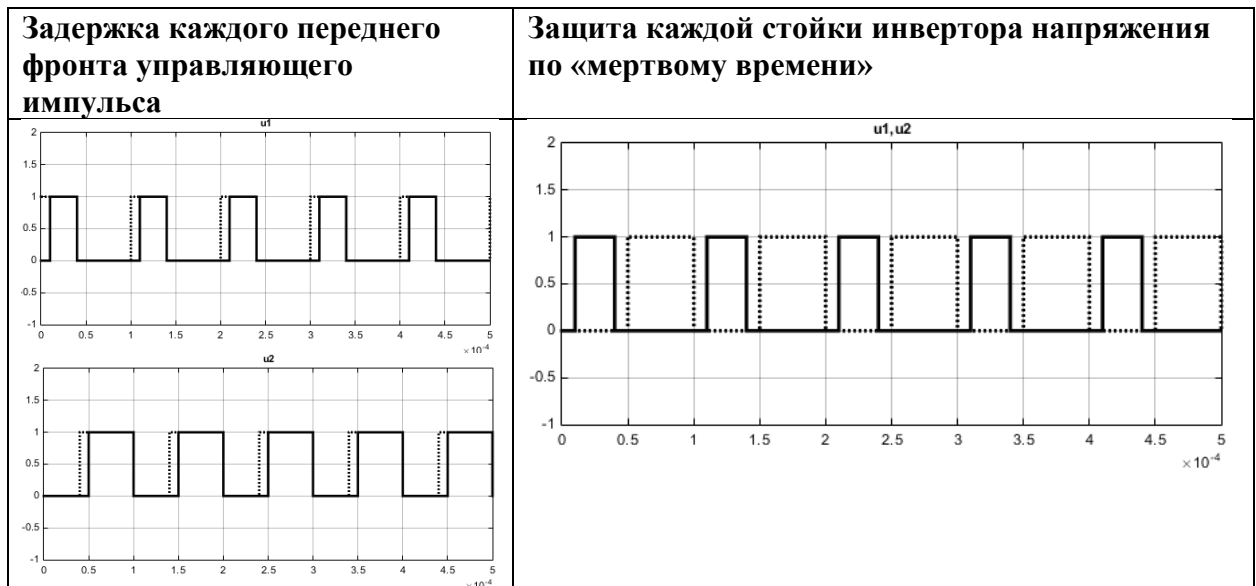 Задержка каждого переднего
фронта управляющего
импульса
Защита каждой стойки инвертора напряжения
по «мертвому времени»
u1
2
1.5
1
0.5
0
-0.5
-1
0 0.5 1 1.5 2 2.5 3 3.5 4 4.5 5
×10⁻⁴
u2
2
1.5
1
0.5
0
-0.5
-1
0 0.5 1 1.5 2 2.5 3 3.5 4 4.5 5
×10⁻⁴
u1,u2
2
1.5
1
0.5
0
-0.5
-1
0 0.5 1 1.5 2 2.5 3 3.5 4 4.5 5
×10⁻⁴